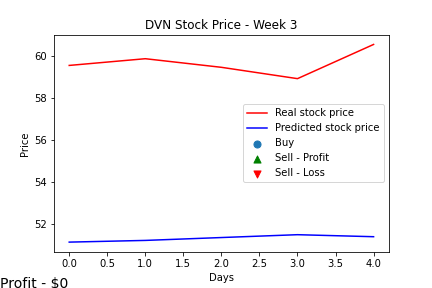 DVN Stock Price - Week 3
60
58
56
54
52
Price
Real stock price
Predicted stock price
Buy
Sell - Profit
Sell - Loss
0.0 0.5 1.0 1.5 2.0 2.5 3.0 3.5 4.0
Days
Profit - $0